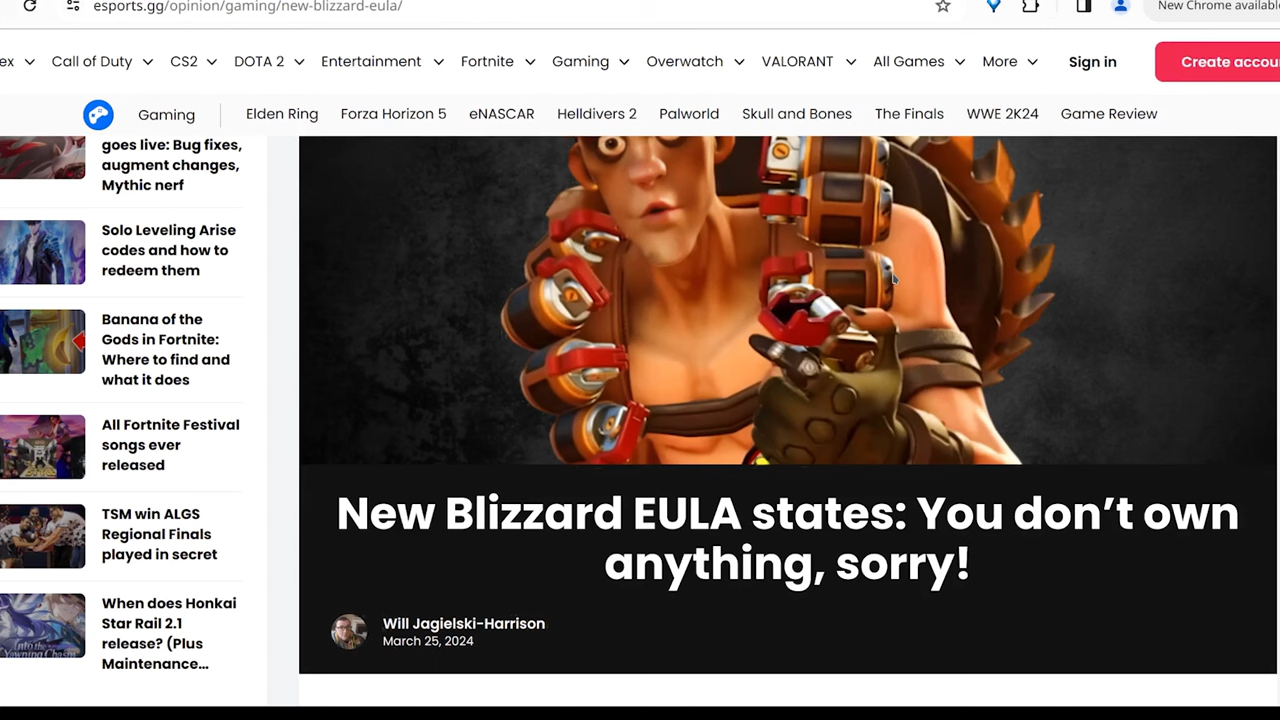 esports.gg/opinion/gaming/new-blizzard-eula/
New Chrome available
ex Call of Duty CS2 DOTA 2 Entertainment Fortnite Gaming Overwatch VALORANT All Games More Sign in Create accou
Gaming Elden Ring Forza Horizon 5 eNASCAR Helldivers 2 Palworld Skull and Bones The Finals WWE 2K24 Game Review
goes live: Bug fixes,
augment changes,
Mythic nerf
Solo Leveling Arise
codes and how to
redeem them
Banana of the
Gods in Fortnite:
Where to find and
what it does
All Fortnite Festival
songs ever
released
TSM win ALGS
Regional Finals
played in secret
When does Honkai
Star Rail 2.1
release? (Plus
Maintenance...
New Blizzard EULA states: You don’t own
anything, sorry!
Will Jagielski-Harrison
March 25, 2024